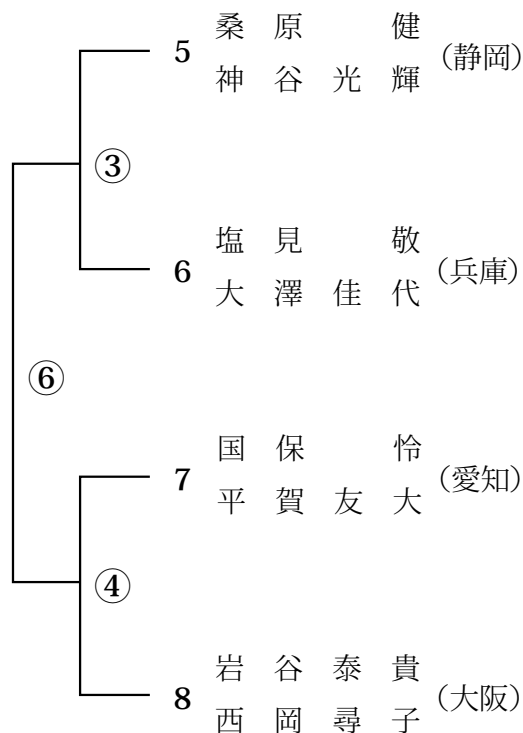 5 桑原 健 (静岡)
神谷光輝
③
6 塩見 敬 (兵庫)
大澤佳代
⑥
7 国保 怜 (愛知)
平賀友大
④
8 岩谷泰貴 (大阪)
西岡尋子